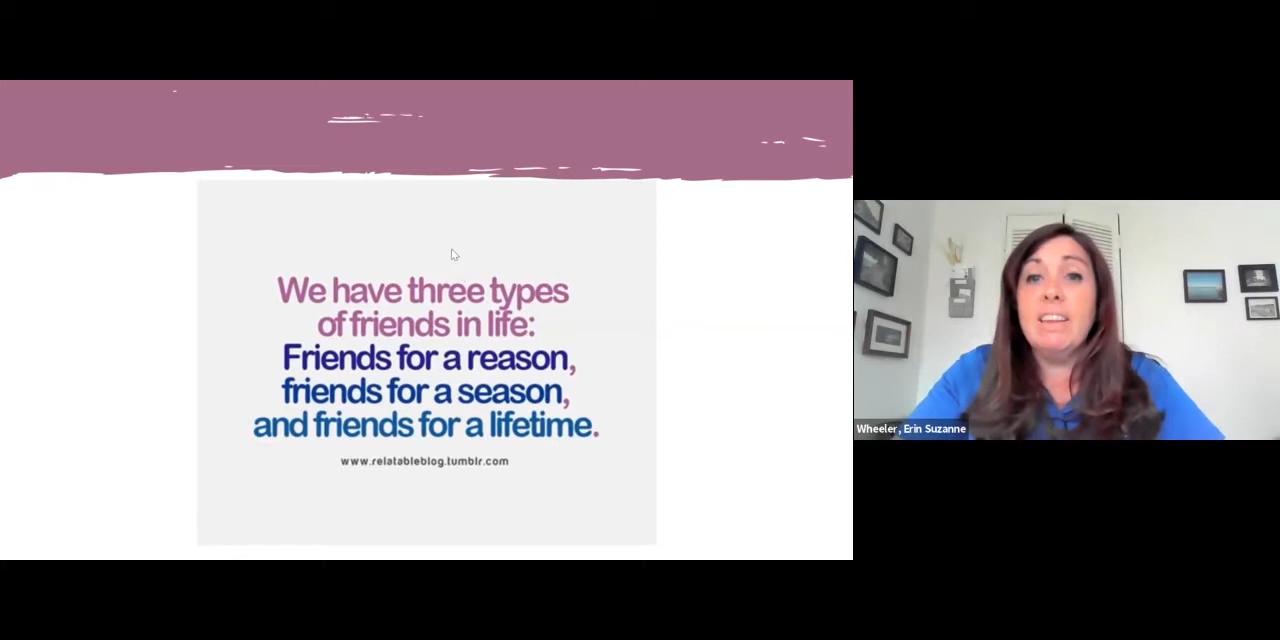 We have three types
of friends in life:
Friends for a reason,
friends for a season,
and friends for a lifetime.
www.relatableblog.tumblr.com
Wheeler, Erin Suzanne